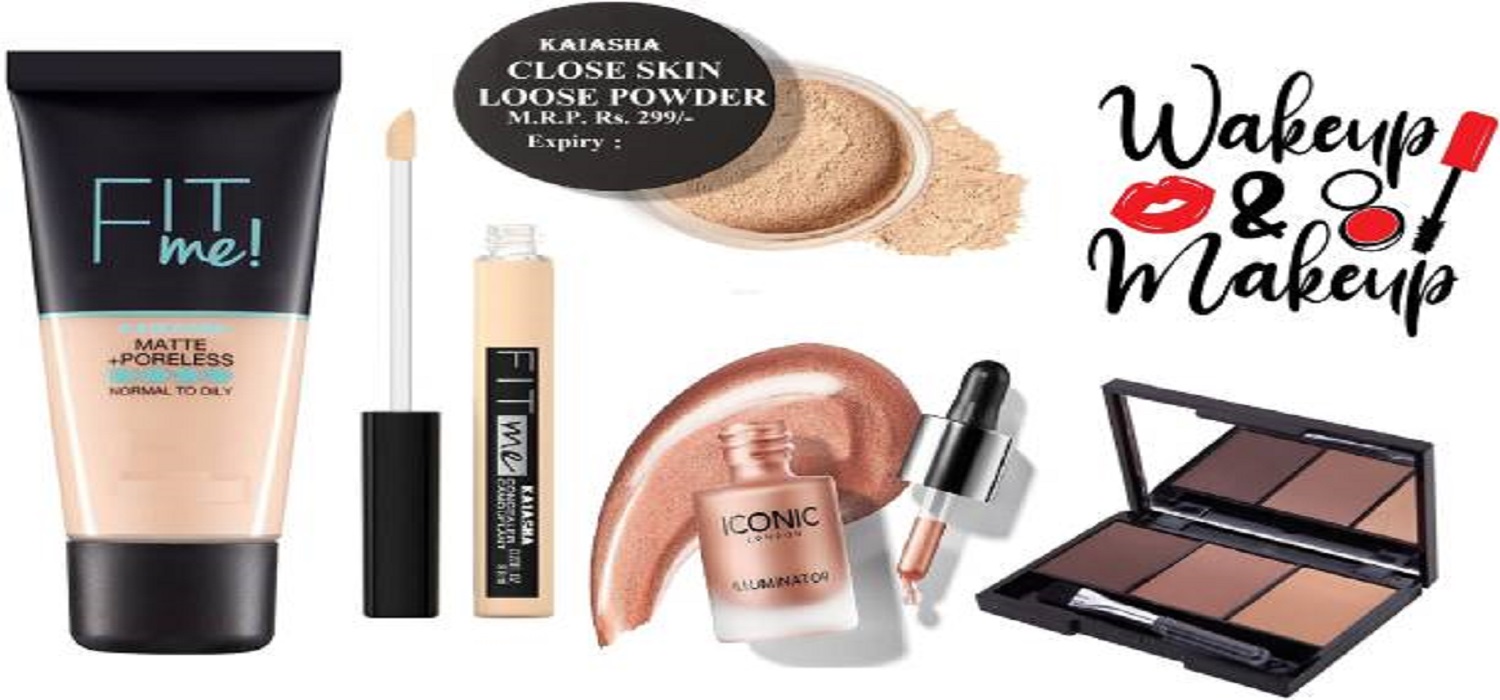 FIT
me!
MATTE
+PORELESS
NORMAL TO OILY
KAIASHA
CLOSE SKIN
LOOSE POWDER
M.R.P. Rs. 299/-
Expiry :
FIT
me
KAIASHA
CONCEALER
ICONIC
LONDON
ILLUMINATOR
Wakeup
&
Makeup